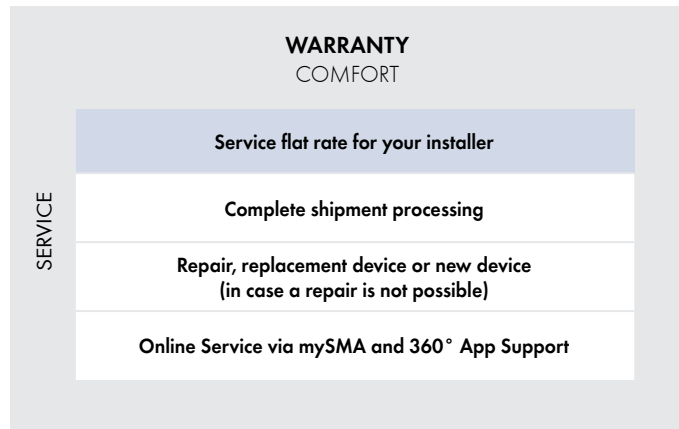 WARRANTY
COMFORT
SERVICE
Service flat rate for your installer
Complete shipment processing
Repair, replacement device or new device
(in case a repair is not possible)
Online Service via mySMA and 360° App Support